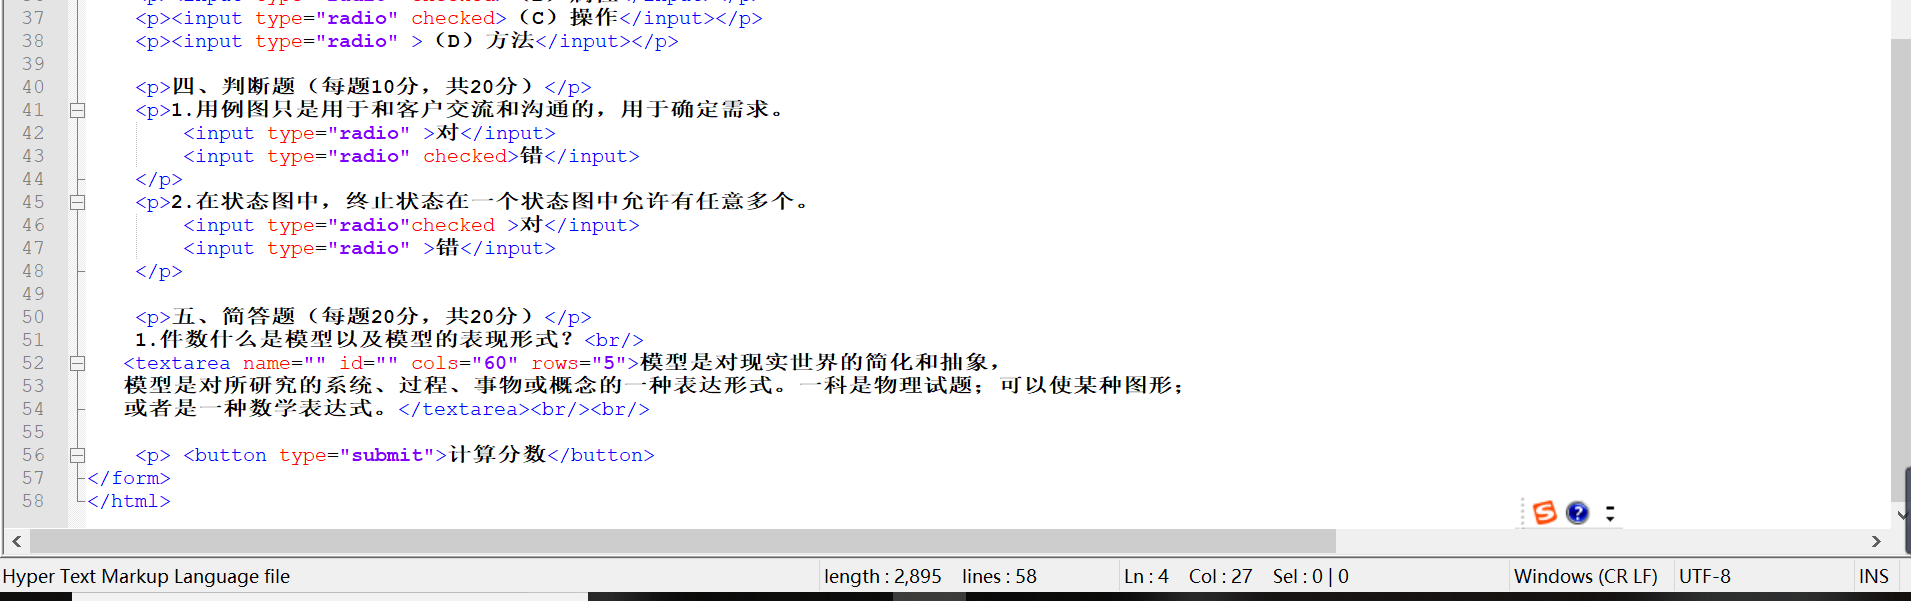 37 <p><input type="radio" checked>（C）操作</input></p>
38 <p><input type="radio" >（D）方法</input></p>
39
40 <p>四、判断题（每题10分，共20分）</p>
41 <p>1.用例图只是用于和客户交流和沟通的，用于确定需求。
42 <input type="radio" >对</input>
43 <input type="radio" checked>错</input>
44 </p>
45 <p>2.在状态图中，终止状态在一个状态图中允许有任意多个。
46 <input type="radio"checked >对</input>
47 <input type="radio" >错</input>
48 </p>
49
50 <p>五、简答题（每题20分，共20分）</p>
51 1.件数什么是模型以及模型的表现形式？<br/>
52 <textarea name="" id="" cols="60" rows="5">模型是对现实世界的简化和抽象，
53 模型是对所研究的系统、过程、事物或概念的一种表达形式。一科是物理试题；可以使某种图形；
54 或者是一种数学表达式。</textarea><br/><br/>
55
56 <p> <button type="submit">计算分数</button>
57 </form>
58 </html>
Hyper Text Markup Language file length : 2,895 lines : 58 Ln : 4 Col : 27 Sel : 0 | 0 Windows (CR LF) UTF-8 INS